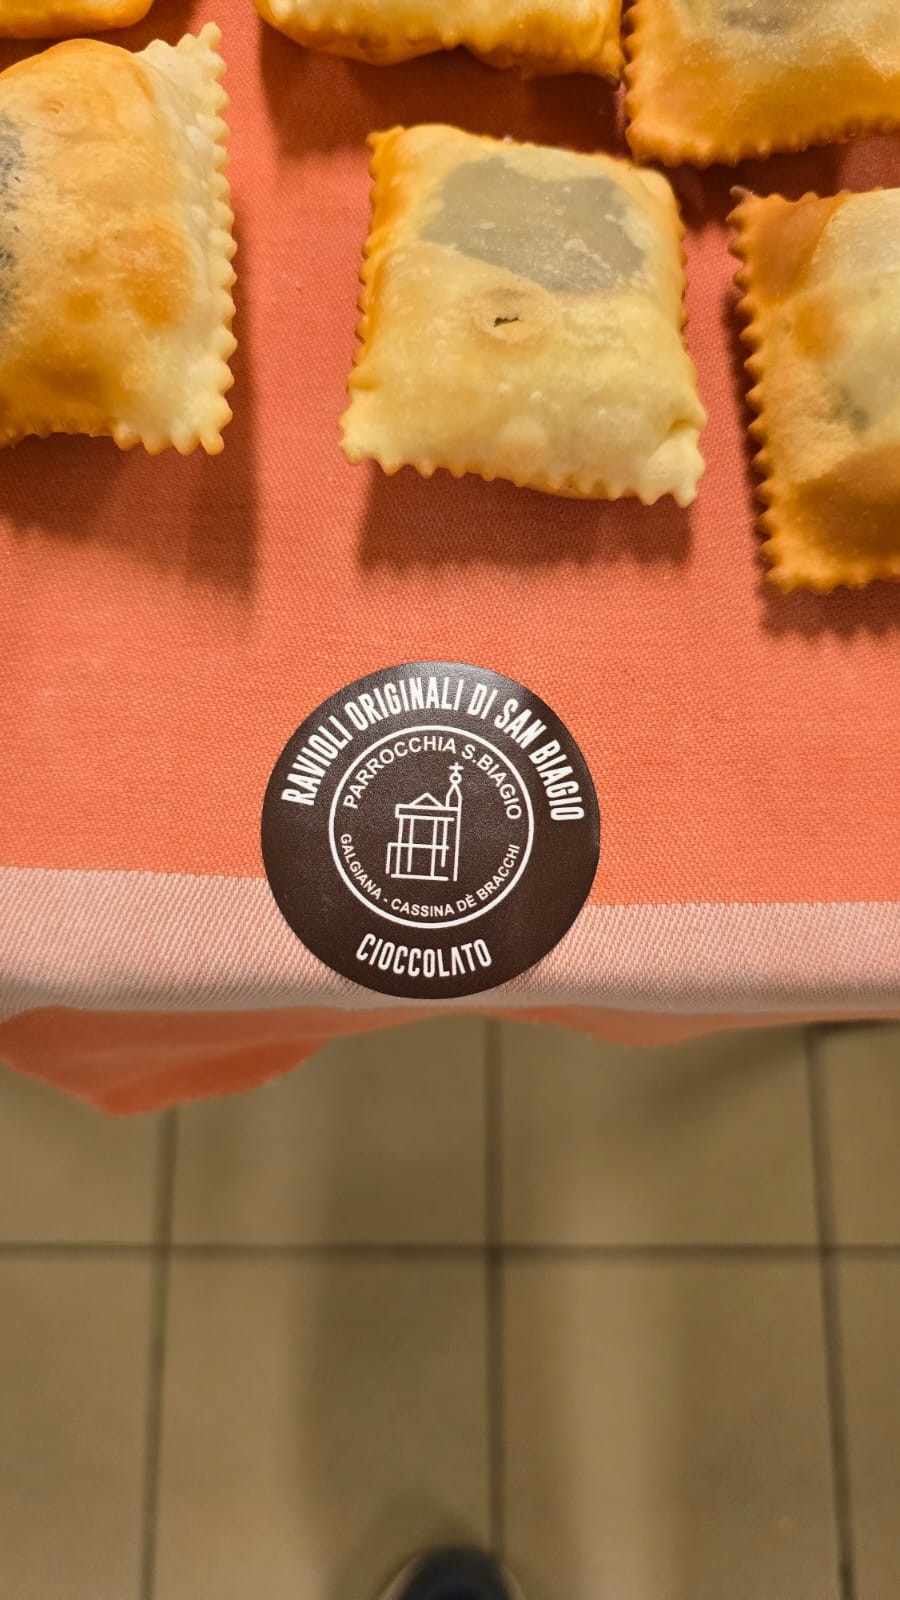 RAVIOLI ORIGINALI DI SAN BIAGIO
PARROCCHIA S.BIAGIO
GALGIANA - CASSINA DÈ BRACCHI
CIOCCOLATO